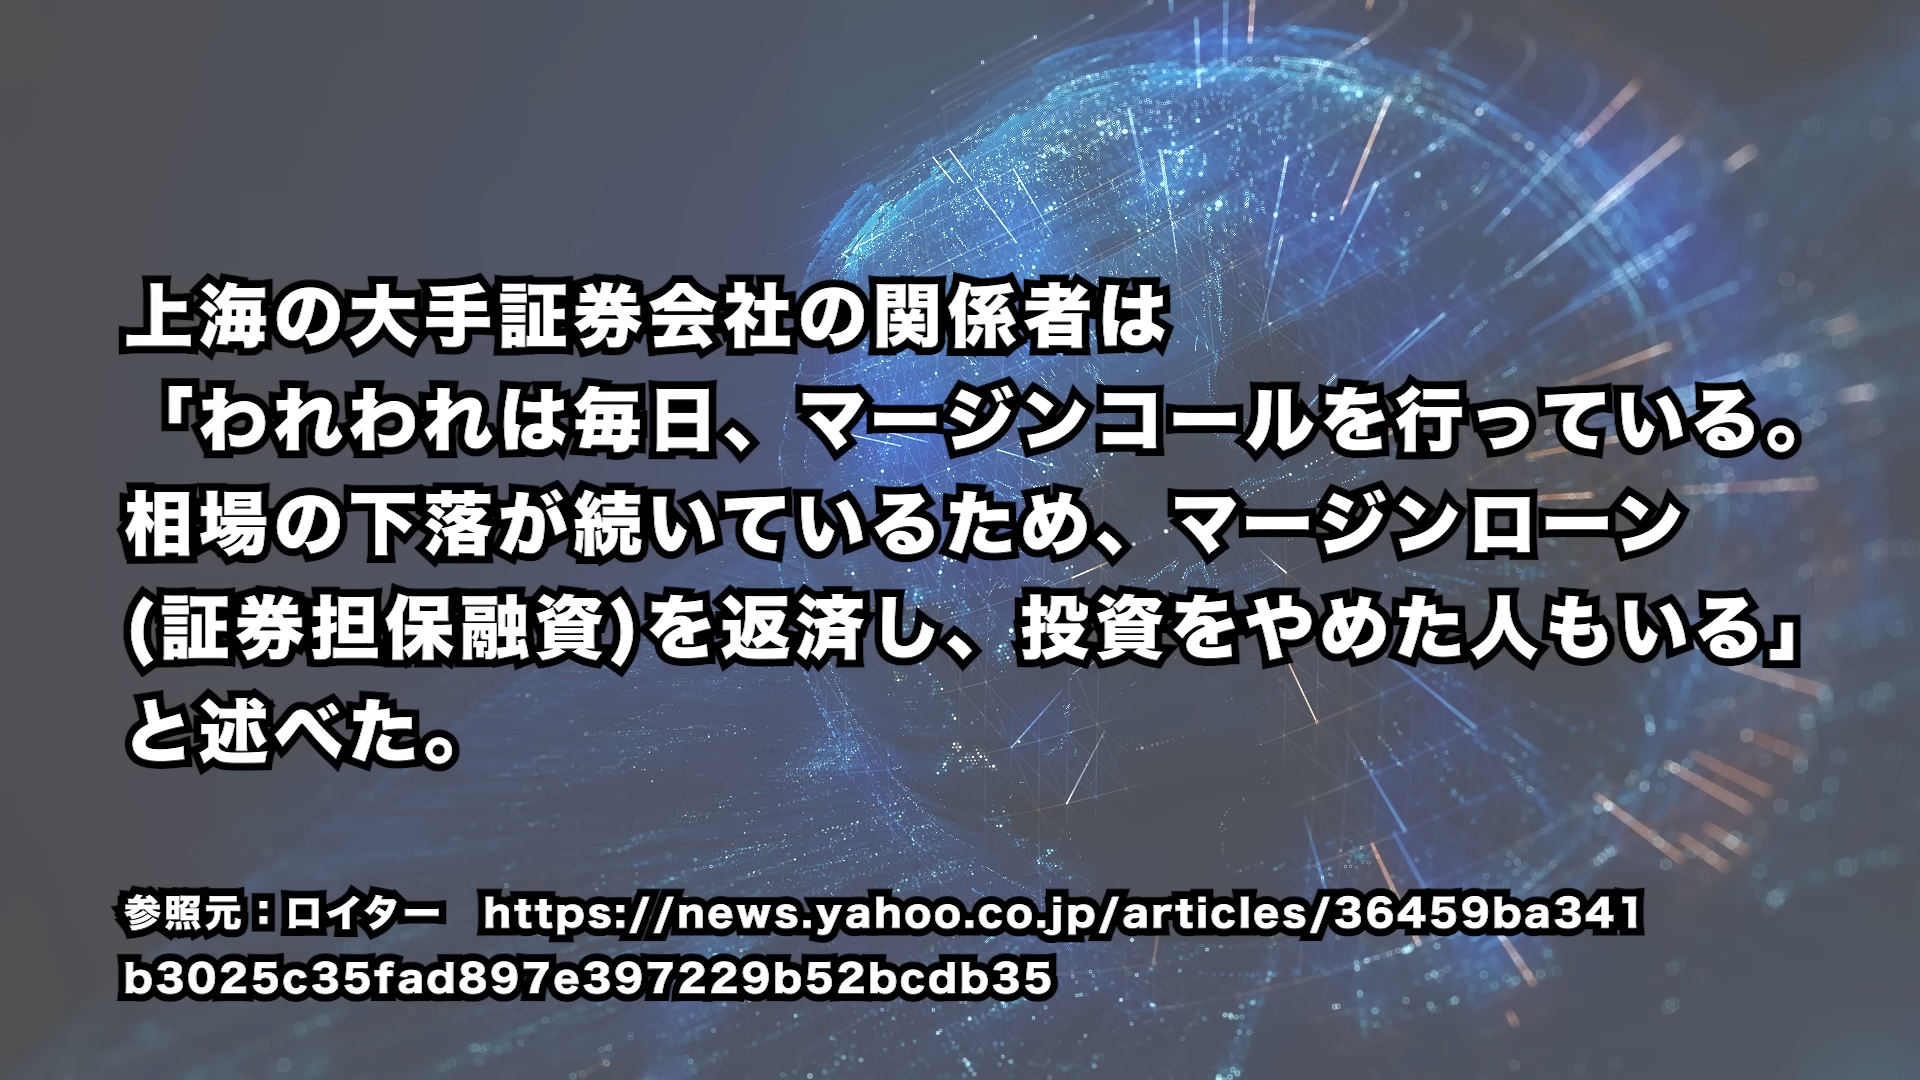 上海の大手証券会社の関係者は
「われわれは毎日、マージンコールを行っている。
相場の下落が続いているため、マージンローン
(証券担保融資)を返済し、投資をやめた人もいる」
と述べた。
参照元：ロイター　https://news.yahoo.co.jp/articles/36459ba341
b3025c35fad897e397229b52bcdb35